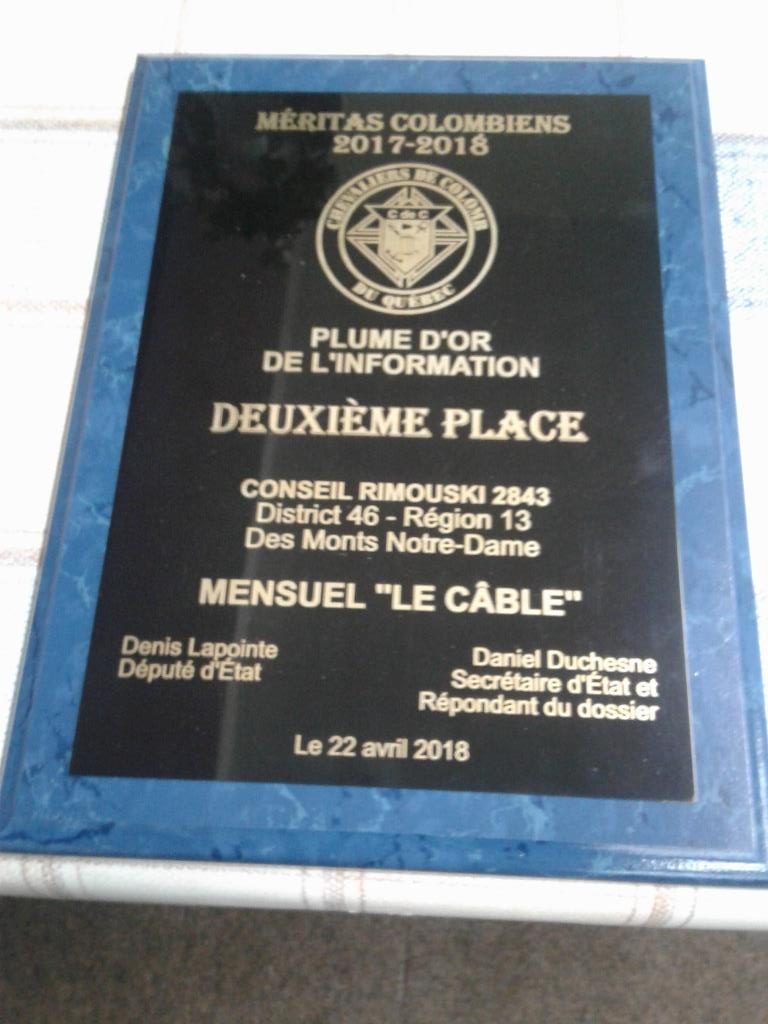 MÉRITAS COLOMBIENS
2017-2018
CHEVALIERS DE COLOMB
C de C
DU QUÉBEC
PLUME D'OR
DE L'INFORMATION
DEUXIÈME PLACE
CONSEIL RIMOUSKI 2843
District 46 - Région 13
Des Monts Notre-Dame
MENSUEL "LE CÂBLE"
Denis Lapointe
Député d'État
Daniel Duchesne
Secrétaire d'État et
Répondant du dossier
Le 22 avril 2018